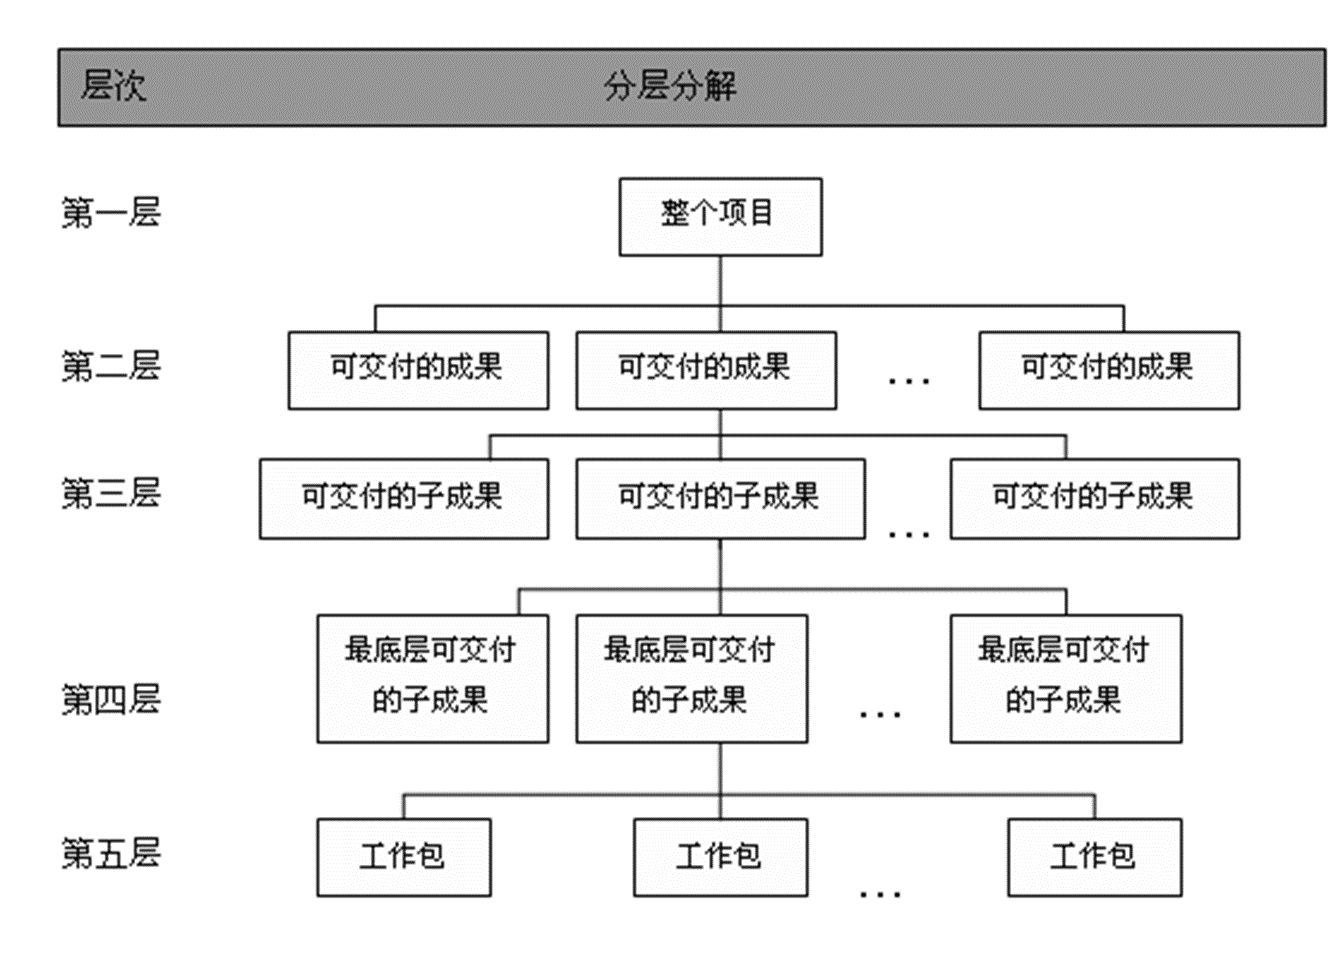 层次 分层分解
第一层 整个项目
第二层 可交付的成果 可交付的成果 ... 可交付的成果
第三层 可交付的子成果 可交付的子成果 ... 可交付的子成果
最底层可交付 最底层可交付 最底层可交付
第四层 的子成果 的子成果 ... 的子成果
第五层 工作包 工作包 ... 工作包